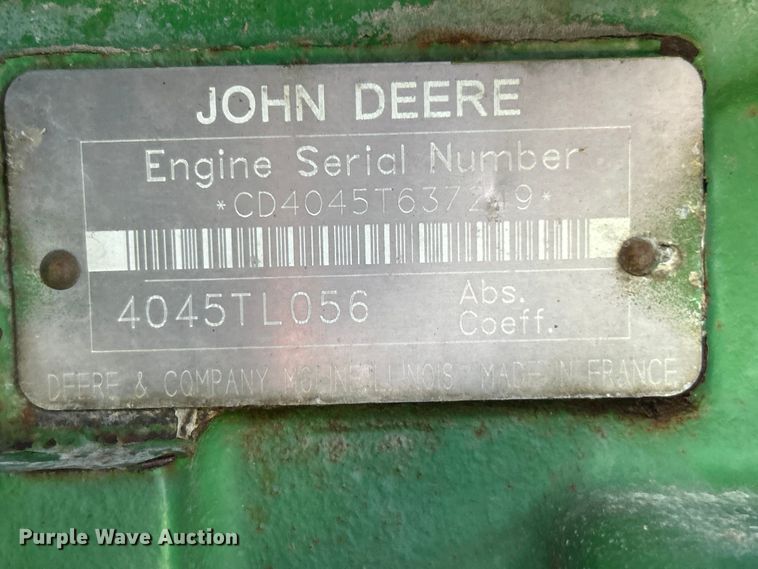 JOHN DEERE
Engine Serial Number
4045TL056
Abs.
Coeff.
DEERE & COMPANY MOLINE ILLINOIS MADE IN FRANCE
Purple Wave Auction